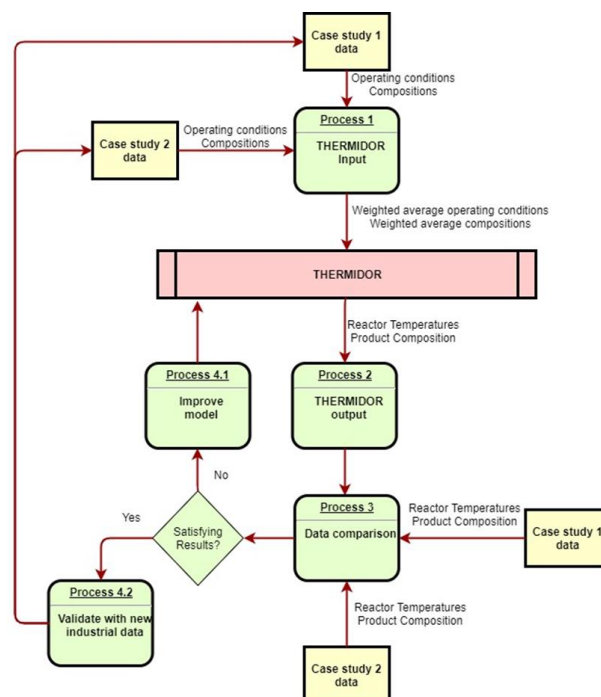 Case study 1
data
Operating conditions
Compositions
Process 1
THERMIDOR
Input
Case study 2
data
Operating conditions
Compositions
Weighted average operating conditions
Weighted average compositions
THERMIDOR
Reactor Temperatures
Product Composition
Process 4.1
Improve
model
Process 2
THERMIDOR
output
No
Yes
Satisfying
Results?
Process 3
Data comparison
Reactor Temperatures
Product Composition
Case study 1
data
Process 4.2
Validate with new
industrial data
Reactor Temperatures
Product Composition
Case study 2
data